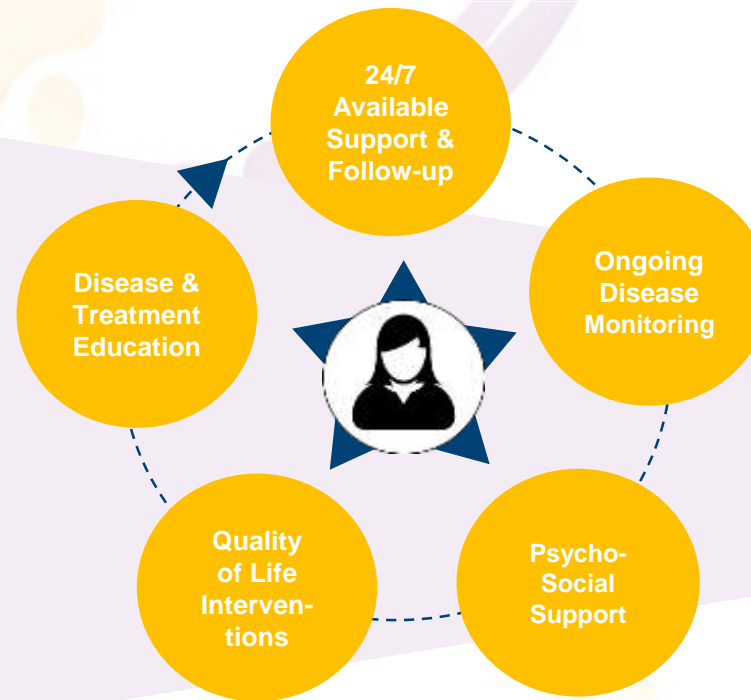 24/7
Available
Support &
Follow-up
Ongoing
Disease
Monitoring
Psycho-
Social
Support
Quality
of Life
Interven-
tions
Disease &
Treatment
Education